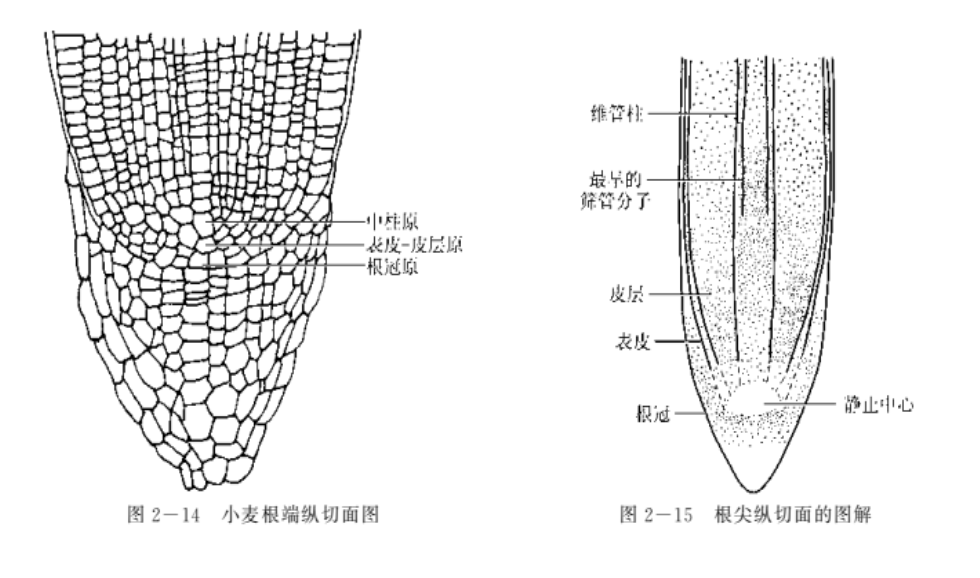 中柱原
表皮-皮层原
根冠原
图 2-14 小麦根端纵切面图
维管柱
最早的
筛管分子
皮层
表皮
根冠
静止中心
图 2-15 根尖纵切面的图解